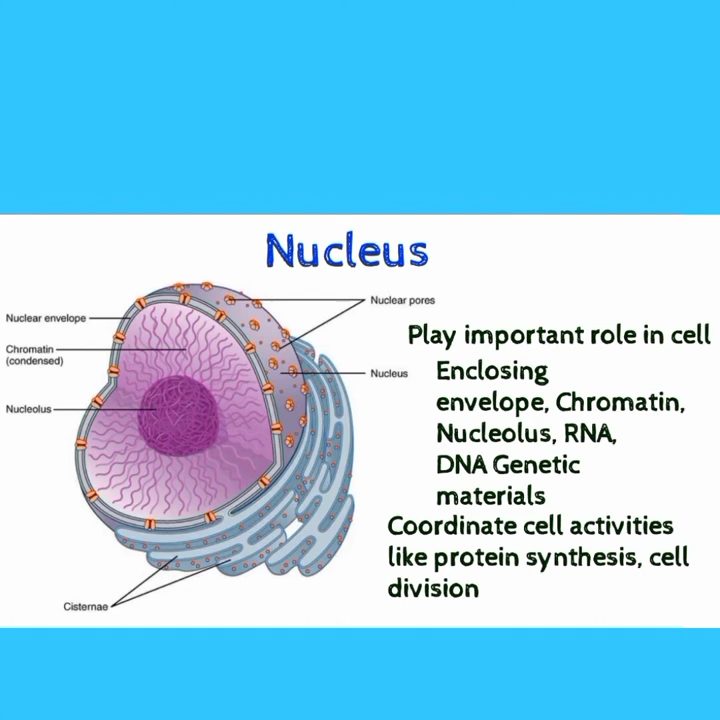 Nucleus
Nuclear pores
Nuclear envelope
Play important role in cell
Chromatin
(condensed)
Nucleus
Enclosing
envelope, Chromatin,
Nucleolus
Nucleolus, RNA,
DNA Genetic
materials
Coordinate cell activities
like protein synthesis, cell
division
Cisternae